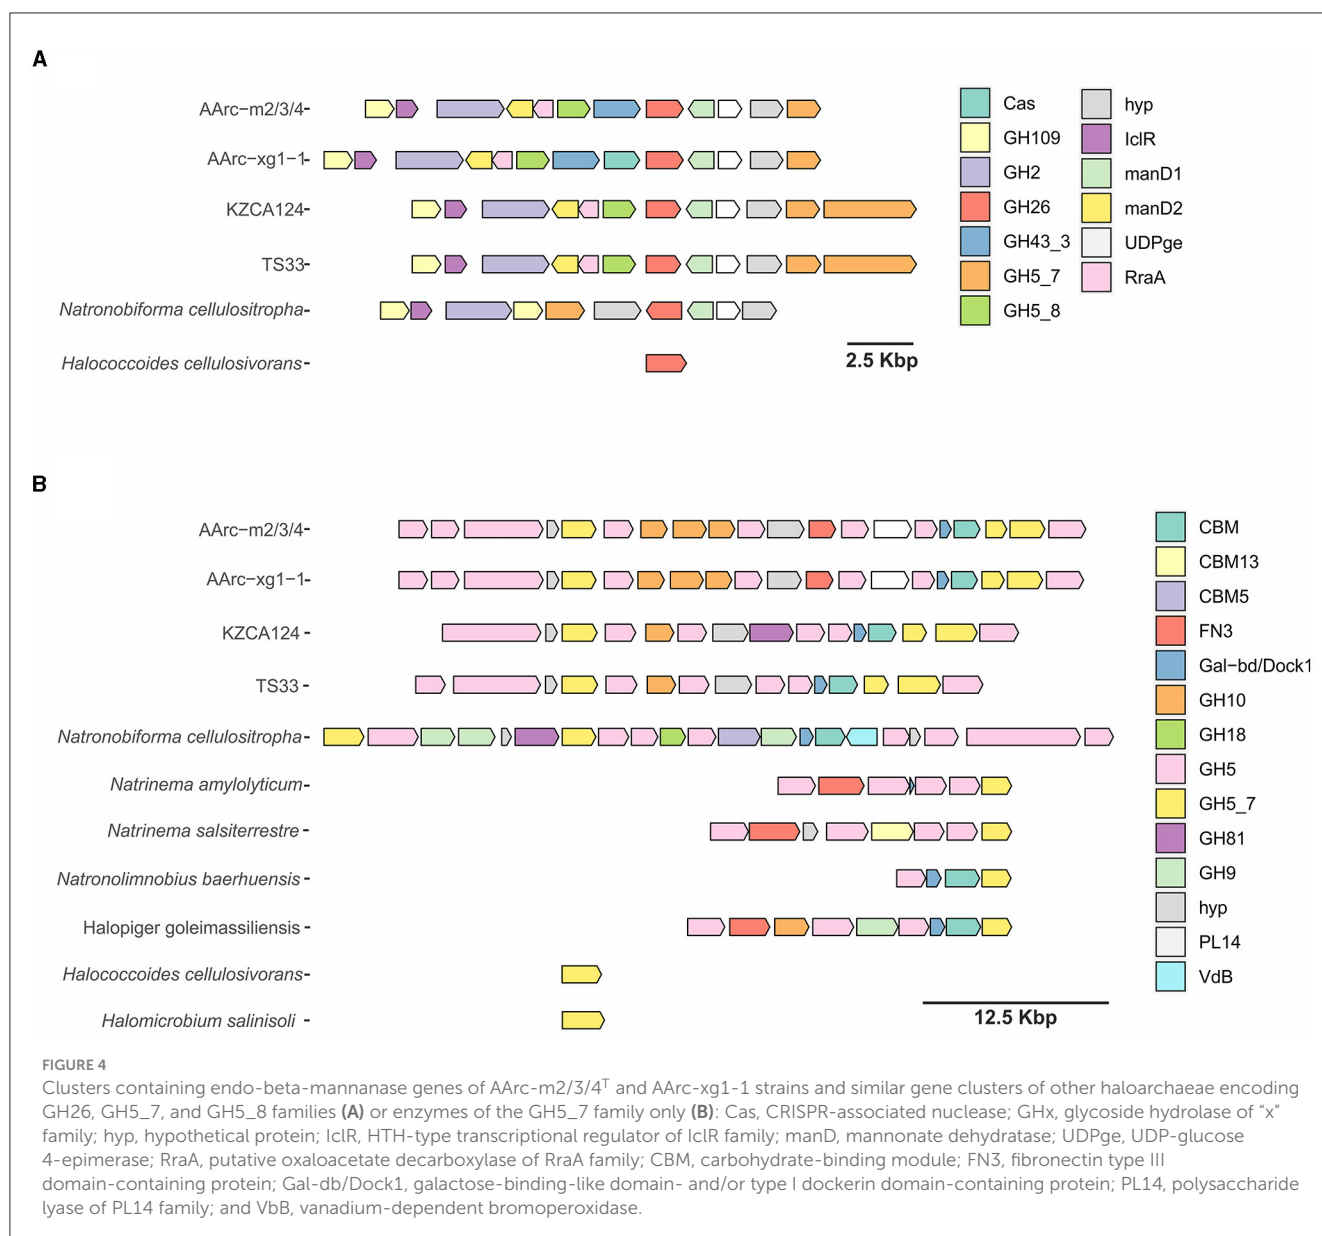 A
AArc−m2/3/4-
AArc−xg1−1-
KZCA124-
TS33-
Natronobiforma cellulositropha-
Halococcoides cellulosivorans-
Cas
GH109
GH2
GH26
GH43_3
GH5_7
GH5_8
hyp
IclR
manD1
manD2
UDPge
RraA
2.5 Kbp
B
AArc−m2/3/4-
AArc−xg1−1-
KZCA124 -
TS33 -
Natronobiforma cellulositropha-
Natrinema amylolyticum-
Natrinema salsiterrestre -
Natronolimnobius baerhuensis -
Halopiger goleimassiliensis -
Halococcoides cellulosivorans-
Halomicrobium salinisoli -
CBM
CBM13
CBM5
FN3
Gal−bd/Dock1
GH10
GH18
GH5
GH5_7
GH81
GH9
hyp
PL14
VdB
12.5 Kbp
FIGURE 4
Clusters containing endo-beta-mannanase genes of AArc-m2/3/4ᵀ and AArc-xg1-1 strains and similar gene clusters of other haloarchaeae encoding
GH26, GH5_7, and GH5_8 families (A) or enzymes of the GH5_7 family only (B): Cas, CRISPR-associated nuclease; GHx, glycoside hydrolase of “x”
family; hyp, hypothetical protein; IclR, HTH-type transcriptional regulator of IclR family; manD, mannonate dehydratase; UDPge, UDP-glucose
4-epimerase; RraA, putative oxaloacetate decarboxylase of RraA family; CBM, carbohydrate-binding module; FN3, fibronectin type III
domain-containing protein; Gal-db/Dock1, galactose-binding-like domain- and/or type I dockerin domain-containing protein; PL14, polysaccharide
lyase of PL14 family; and VbB, vanadium-dependent bromoperoxidase.